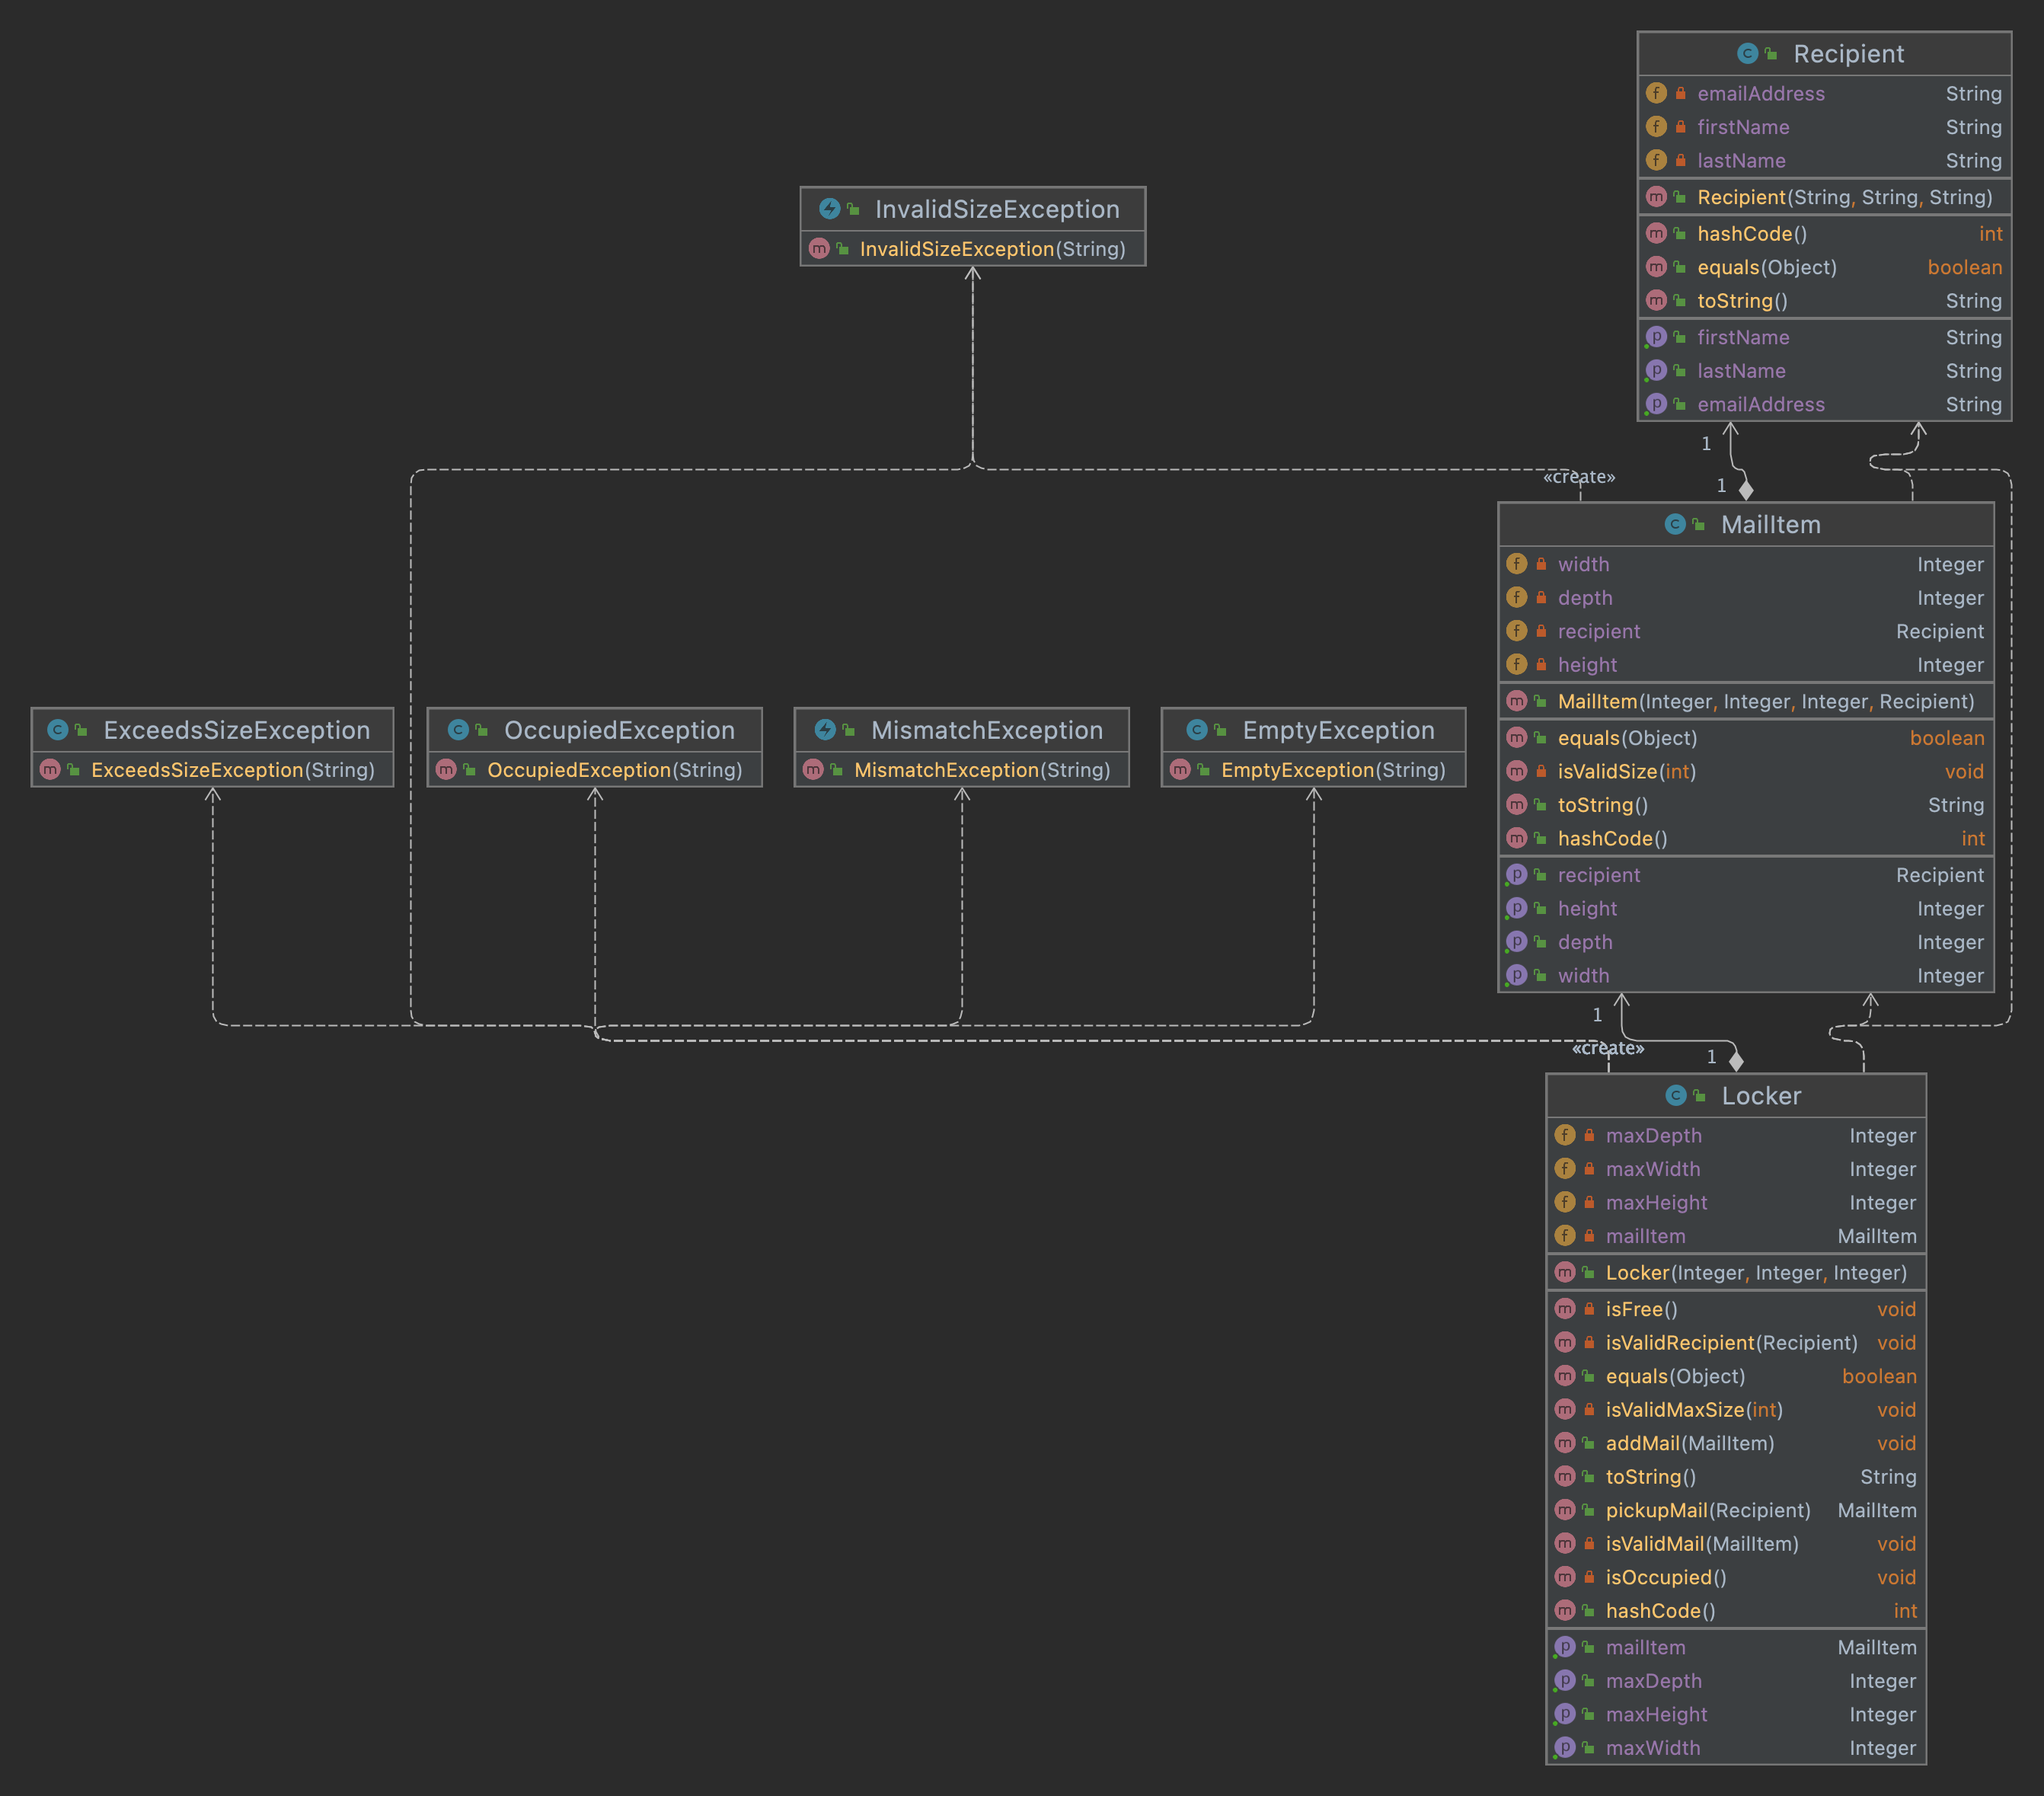 Recipient
emailAddress String
firstName String
lastName String
Recipient(String, String, String)
hashCode() int
equals(Object) boolean
toString() String
firstName String
lastName String
emailAddress String
InvalidSizeException
InvalidSizeException(String)
1
«create»
1
MailItem
width Integer
depth Integer
recipient Recipient
height Integer
MailItem(Integer, Integer, Integer, Recipient)
equals(Object) boolean
isValidSize(int) void
toString() String
hashCode() int
recipient Recipient
height Integer
depth Integer
width Integer
ExceedsSizeException
ExceedsSizeException(String)
OccupiedException
OccupiedException(String)
MismatchException
MismatchException(String)
EmptyException
EmptyException(String)
1
«create»
1
Locker
maxDepth Integer
maxWidth Integer
maxHeight Integer
mailItem MailItem
Locker(Integer, Integer, Integer)
isFree() void
isValidRecipient(Recipient) void
equals(Object) boolean
isValidMaxSize(int) void
addMail(MailItem) void
toString() String
pickupMail(Recipient) MailItem
isValidMail(MailItem) void
isOccupied() void
hashCode() int
mailItem MailItem
maxDepth Integer
maxHeight Integer
maxWidth Integer